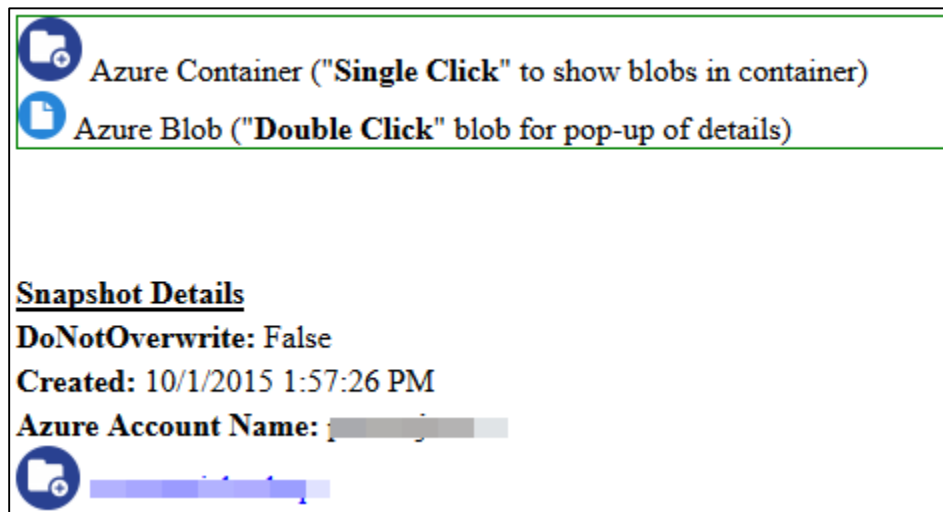 Azure Container ("Single Click" to show blobs in container)
Azure Blob ("Double Click" blob for pop-up of details)
Snapshot Details
DoNotOverwrite: False
Created: 10/1/2015 1:57:26 PM
Azure Account Name: